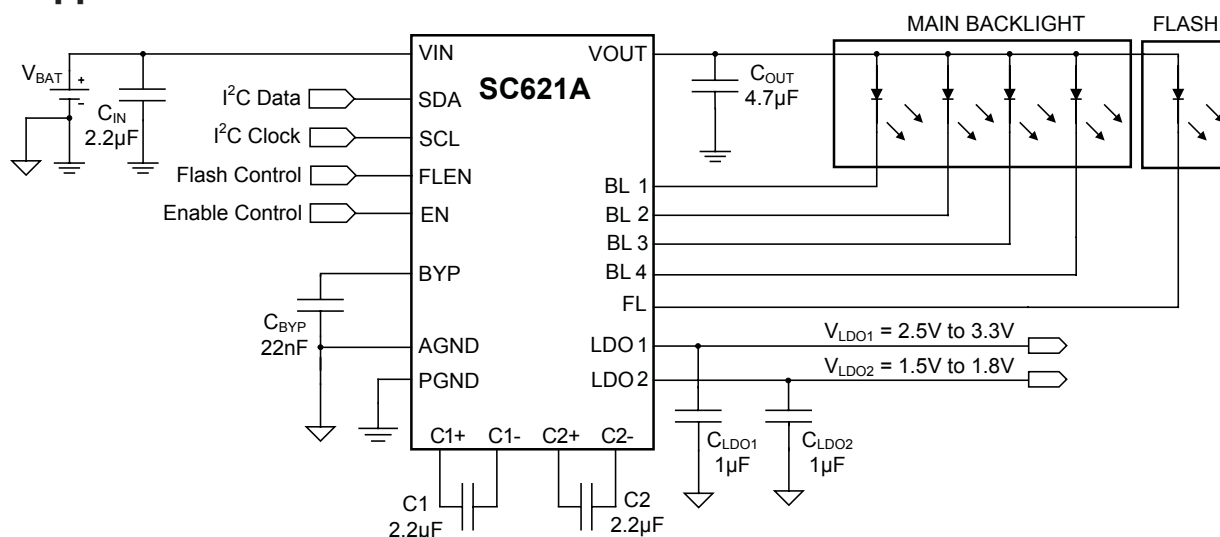 MAIN BACKLIGHT
FLASH
VIN
VOUT
SC621A
V_BAT
+
-
C_IN
2.2µF
C_OUT
4.7µF
I²C Data
SDA
I²C Clock
SCL
Flash Control
FLEN
Enable Control
EN
BL 1
BL 2
BL 3
BL 4
BYP
FL
C_BYP
22nF
AGND
PGND
LDO 1
V_LDO1 = 2.5V to 3.3V
LDO 2
V_LDO2 = 1.5V to 1.8V
C1+ C1- C2+ C2-
C_LDO1
1µF
C_LDO2
1µF
C1
2.2µF
C2
2.2µF